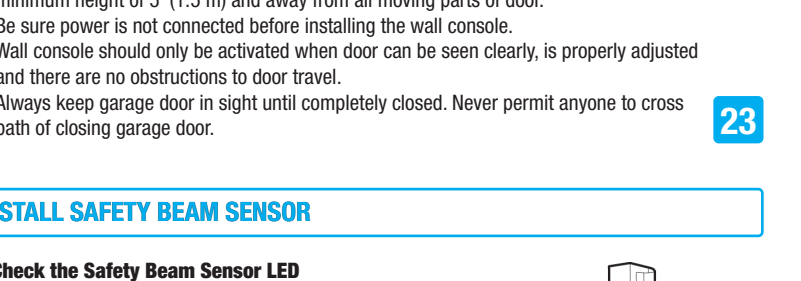 minimum height of 5' (1.5 m) and away from all moving parts of door.
Be sure power is not connected before installing the wall console.
Wall console should only be activated when door can be seen clearly, is properly adjusted
and there are no obstructions to door travel.
Always keep garage door in sight until completely closed. Never permit anyone to cross
path of closing garage door.
23
STALL SAFETY BEAM SENSOR
Check the Safety Beam Sensor LED